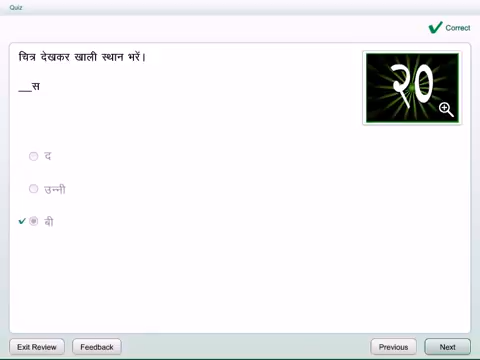 Quiz
Correct
चित्र देखकर खाली स्थान भरें।
__स
२०
द
उन्नी
बी
Exit Review
Feedback
Previous
Next